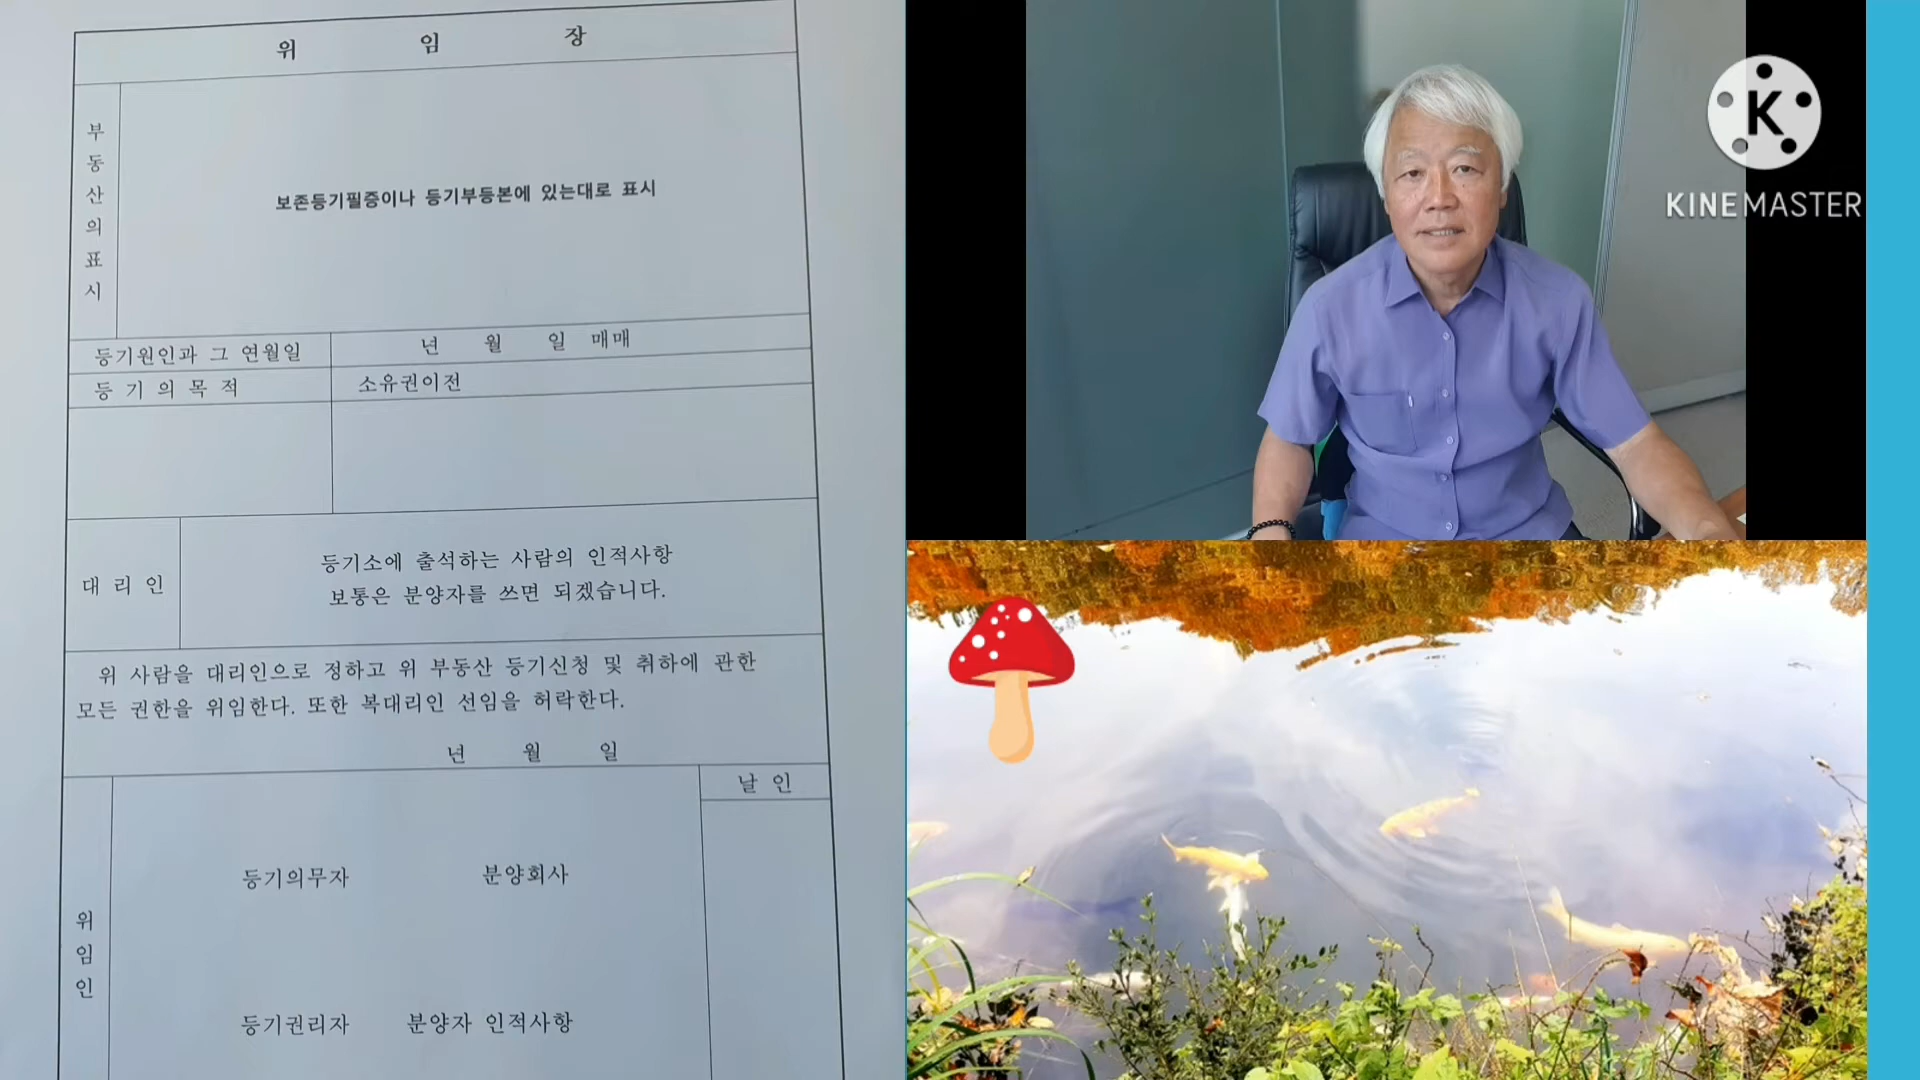 위 임 장
부동산의표시
보존등기필증이나 등기부등본에 있는대로 표시
등기원인과 그 연월일
년 월 일 매매
등 기 의 목 적
소유권이전
대 리 인
등기소에 출석하는 사람의 인적사항
보통은 분양자를 쓰면 되겠습니다.
위 사람을 대리인으로 정하고 위 부동산 등기신청 및 취하에 관한
모든 권한을 위임한다. 또한 복대리인 선임을 허락한다.
년 월 일
날 인
위임인
등기의무자 분양회사
등기권리자 분양자 인적사항
K
KINEMASTER